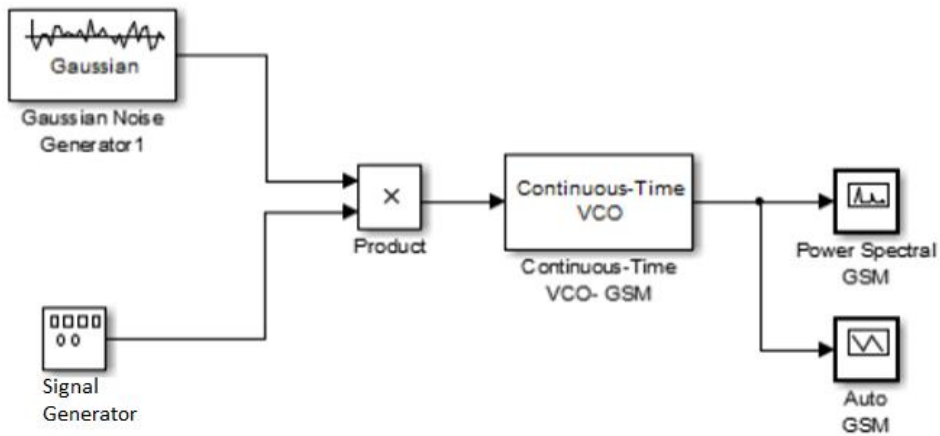 Gaussian
Gaussian Noise
Generator1
×
Product
Continuous-Time
VCO
Continuous-Time
VCO- GSM
Power Spectral
GSM
Signal
Generator
Auto
GSM